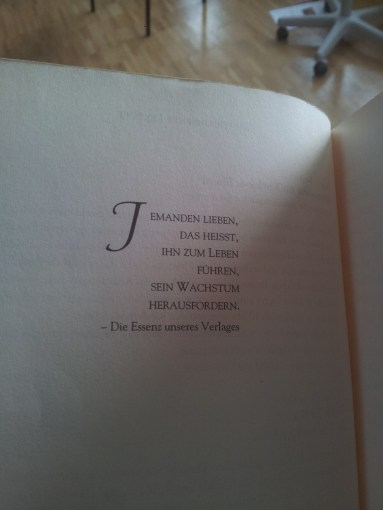 JEMANDEN LIEBEN,
DAS HEISST,
IHN ZUM LEBEN
FÜHREN,
SEIN WACHSTUM
HERAUSFORDERN.
– Die Essenz unseres Verlages